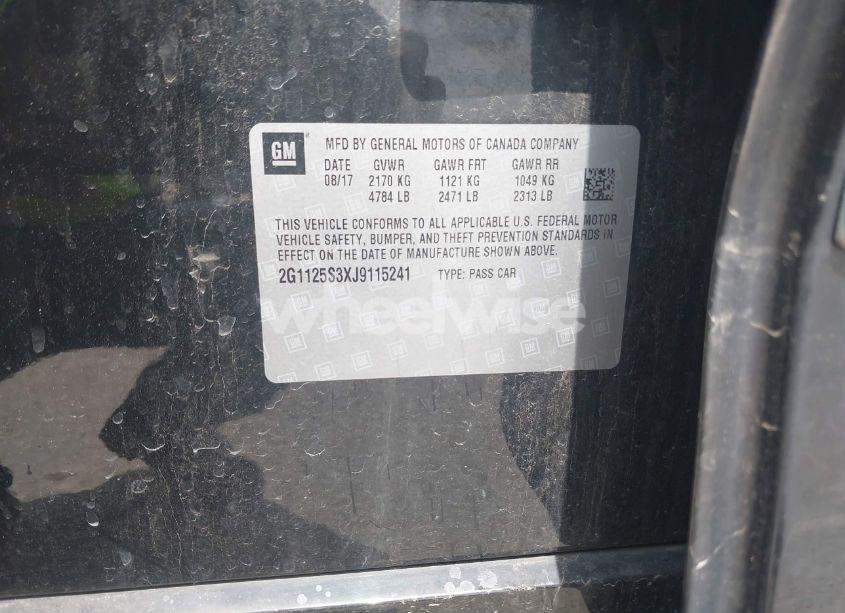 GM
MFD BY GENERAL MOTORS OF CANADA COMPANY
DATE GVWR GAWR FRT GAWR RR
08/17 2170 KG 1121 KG 1049 KG
4784 LB 2471 LB 2313 LB
THIS VEHICLE CONFORMS TO ALL APPLICABLE U.S. FEDERAL MOTOR
VEHICLE SAFETY, BUMPER, AND THEFT PREVENTION STANDARDS IN
EFFECT ON THE DATE OF MANUFACTURE SHOWN ABOVE.
2G1125S3XJ9115241 TYPE: PASS CAR
wheelwise